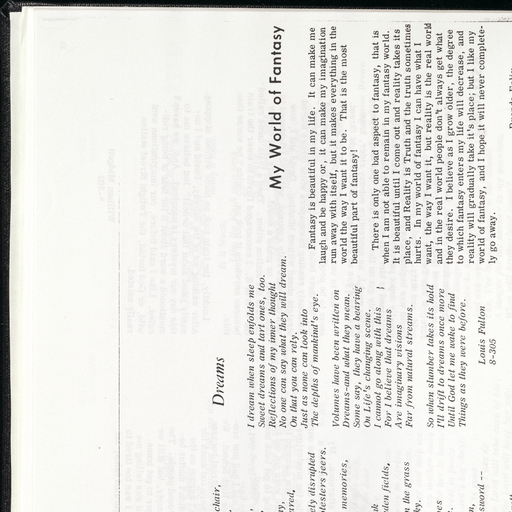 chair,
ely disrupted
testers jeers.
memories,
den fields,
n the grass
sword --
Dreams
I dream when sleep enfolds me
Sweet dreams and tart ones, too.
Reflections of my inner thought
No one can say what they will dream.
On that you can rely.
Just as none can look into
The depths of mankind's eye.
Volumes have been written on
Dreams-and what they mean.
Some say, they have a bearing
On Life's changing scene.
I cannot go along with this
For I believe that dreams
Are imaginary visions
Far from natural streams.
So when slumber takes its hold
I'll drift to dreams once more
Until God let me wake to find
Things as they were before.
Louis Fulton
8-305
My World of Fantasy
Fantasy is beautiful in my life. It can make me
laugh and be happy or, it can make my imagination
run away with itself, but it makes everything in the
world the way I want it to be. That is the most
beautiful part of fantasy!
There is only one bad aspect to fantasy, that is
when I am not able to remain in my fantasy world.
It is beautiful until I come out and reality takes its
place, and Reality is Truth and the truth sometimes
hurts. In my world of fantasy I can have what I
want, the way I want it, but reality is the real world
and in the real world people don't always get what
they desire. I believe as I grow older, the degree
to which fantasy enters my life will decrease, and
reality will gradually take it's place; but I like my
world of fantasy, and I hope it will never complete-
ly go away.